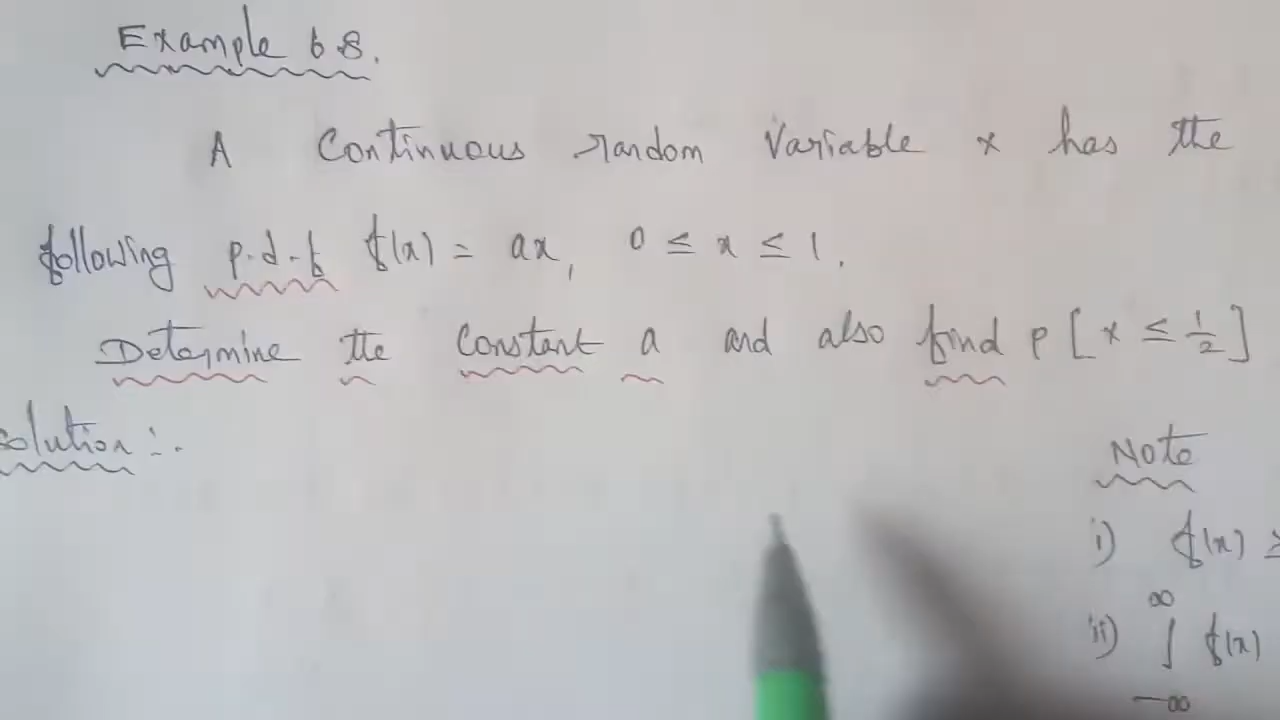 Example 6.8.
A Continuous random Variable x has the
following p.d.f f(x) = ax, 0 ≤ x ≤ 1.
Determine the Constant a and also find P[x ≤ 1/2]
Solution :-
Note
i) f(x) ≥
ii) ∫_{-∞}^{∞} f(x)